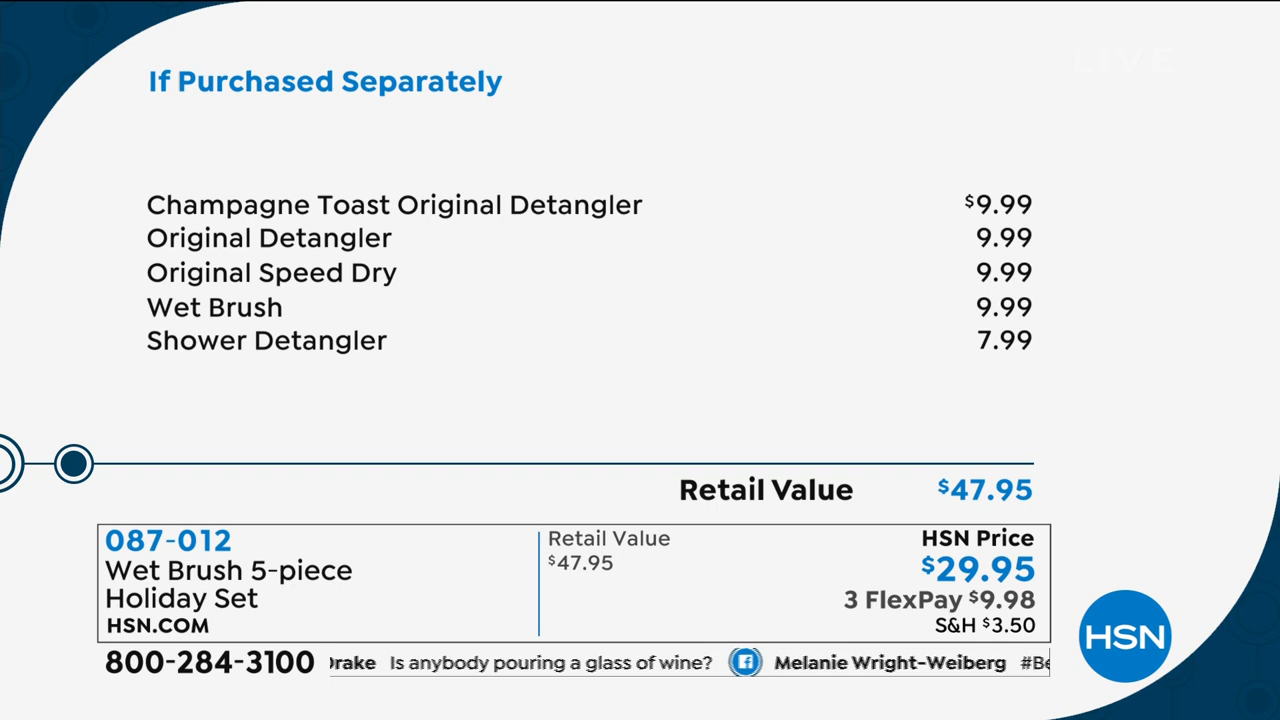 LIVE
If Purchased Separately
Champagne Toast Original Detangler $9.99
Original Detangler 9.99
Original Speed Dry 9.99
Wet Brush 9.99
Shower Detangler 7.99
Retail Value $47.95
087-012
Wet Brush 5-piece
Holiday Set
HSN.COM
Retail Value
$47.95
HSN Price
$29.95
3 FlexPay $9.98
S&H $3.50
HSN
800-284-3100
Is anybody pouring a glass of wine? Melanie Wright-Weiberg